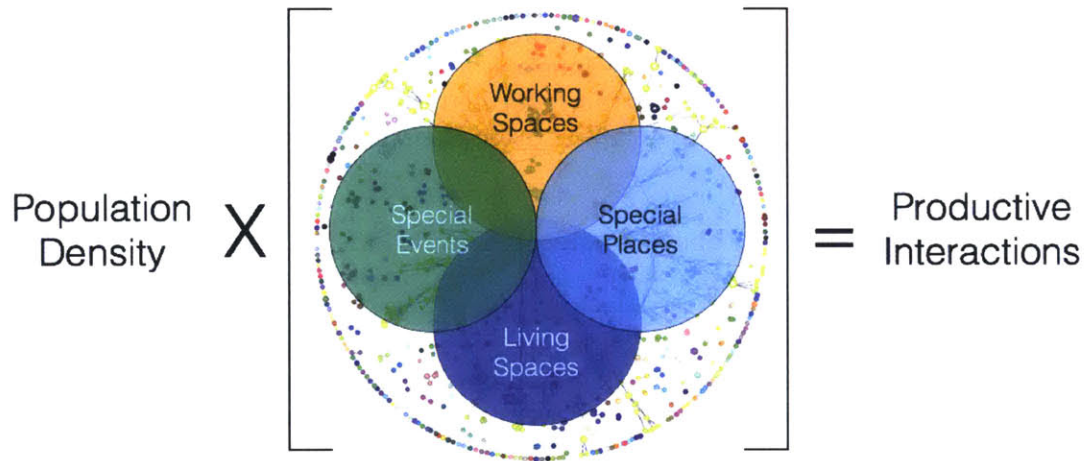 Population
Density
X
Working
Spaces
Special
Events
Special
Places
Living
Spaces
=
Productive
Interactions